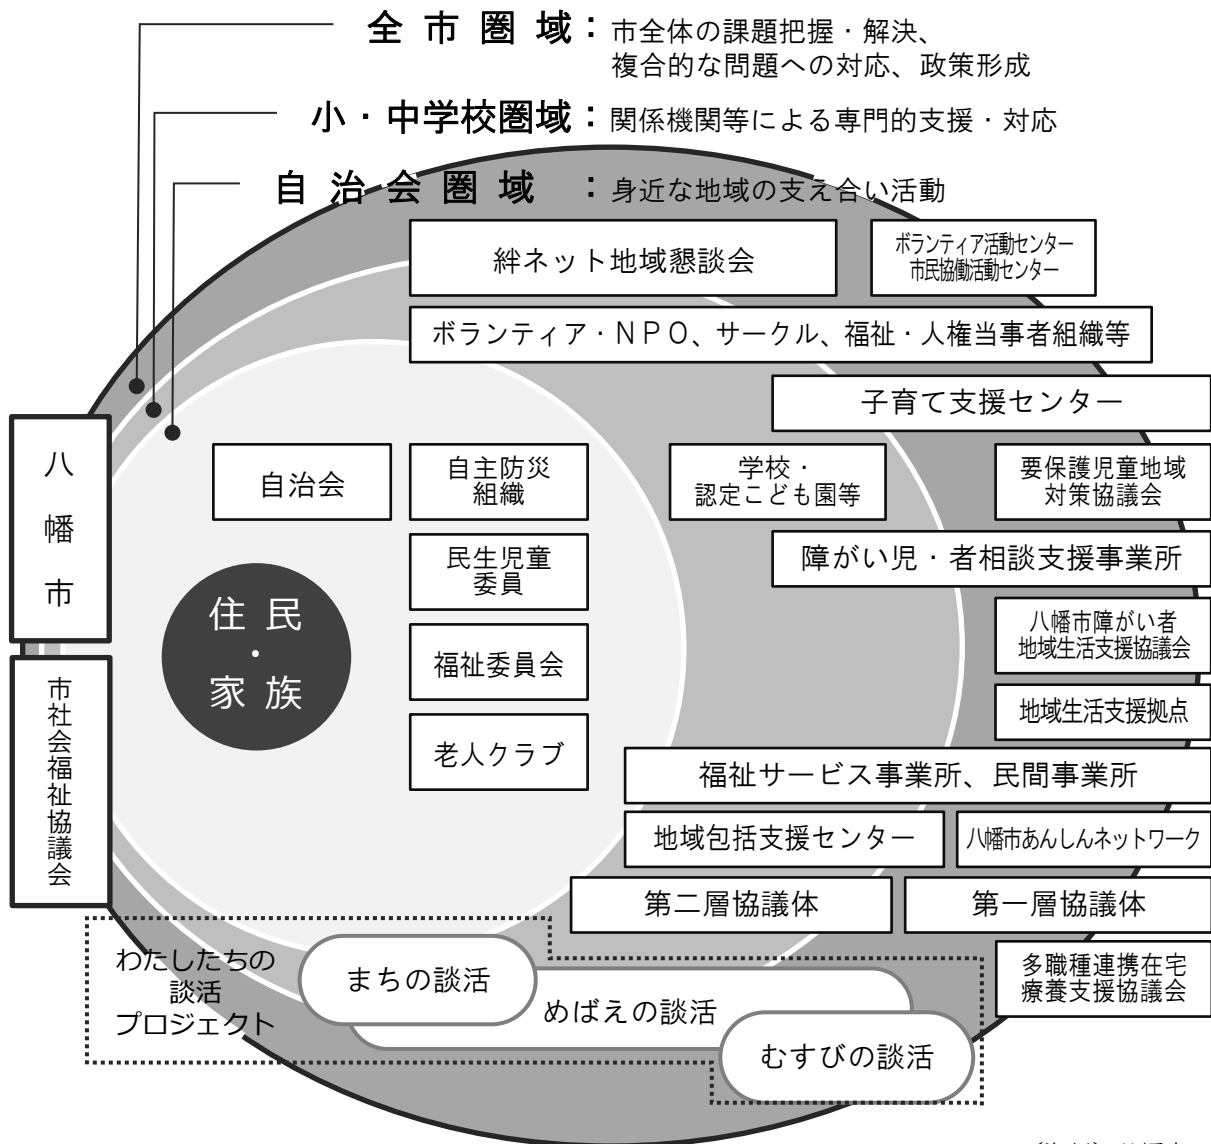 全市圏域：市全体の課題把握・解決、
複合的な問題への対応、政策形成
小・中学校圏域：関係機関等による専門的支援・対応
自治会圏域：身近な地域の支え合い活動
絆ネット地域懇談会
ボランティア活動センター
市民協働活動センター
ボランティア・ＮＰＯ、サークル、福祉・人権当事者組織等
子育て支援センター
八幡市
自治会
自主防災
組織
学校・
認定こども園等
要保護児童地域
対策協議会
民生児童
委員
障がい児・者相談支援事業所
住民
・
家族
福祉委員会
八幡市障がい者
地域生活支援協議会
市社会福祉協議会
老人クラブ
地域生活支援拠点
福祉サービス事業所、民間事業所
地域包括支援センター
八幡市あんしんネットワーク
第二層協議体
第一層協議体
わたしたちの
談活
プロジェクト
まちの談活
めばえの談活
むすびの談活
多職種連携在宅
療養支援協議会